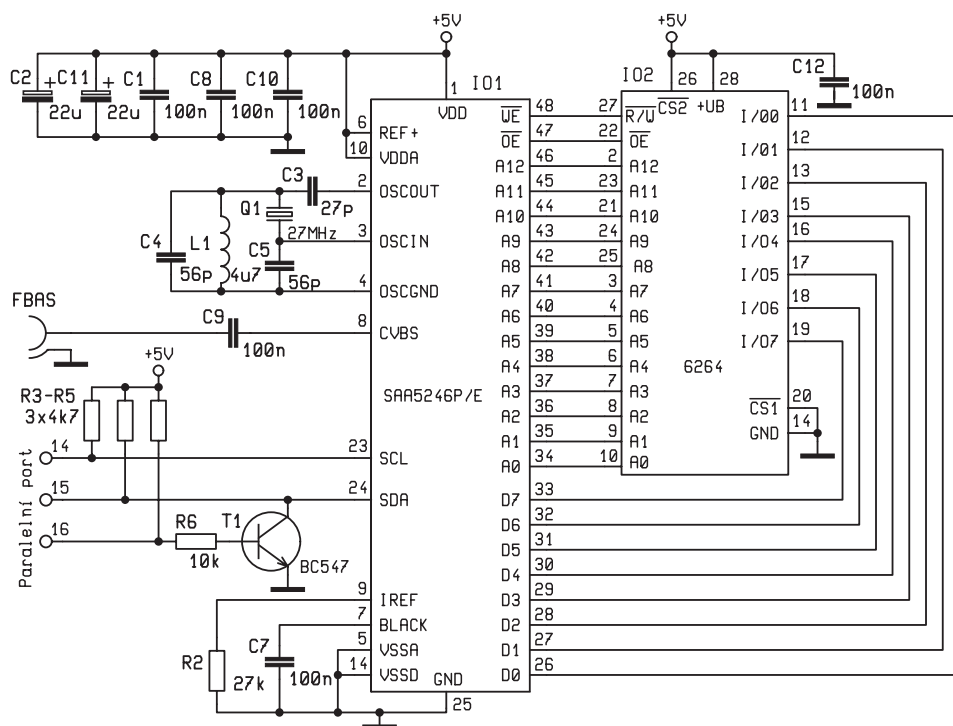 +5V
+5V
C2
C11
C1
C8
C10
22u
22u
100n
100n
100n
C12
100n
1
IO1
VDD
6
REF+
10
VDDA
2
OSCOUT
3
OSCIN
4
OSCGND
8
CVBS
SAA5246P/E
23
SCL
24
SDA
9
IREF
7
BLACK
5
VSSA
14
VSSD
GND
25
48
WE
47
OE
46
A12
45
A11
44
A10
43
A9
42
A8
41
A7
40
A6
39
A5
38
A4
37
A3
36
A2
35
A1
34
A0
33
D7
32
D6
31
D5
30
D4
29
D3
28
D2
27
D1
26
D0
IO2
26
28
CS2
+UB
27
R/W
22
OE
2
A12
23
A11
21
A10
24
A9
25
A8
3
A7
4
A6
5
A5
6
A4
7
A3
8
A2
9
A1
10
A0
6264
11
I/O0
12
I/O1
13
I/O2
15
I/O3
16
I/O4
17
I/O5
18
I/O6
19
I/O7
20
CS1
14
GND
C3
27p
Q1
27MHz
C4
56p
L1
4u7
C5
56p
FBAS
C9
100n
+5V
R3-R5
3x4k7
Paralelní port
14
15
16
R6
10k
T1
BC547
R2
27k
C7
100n